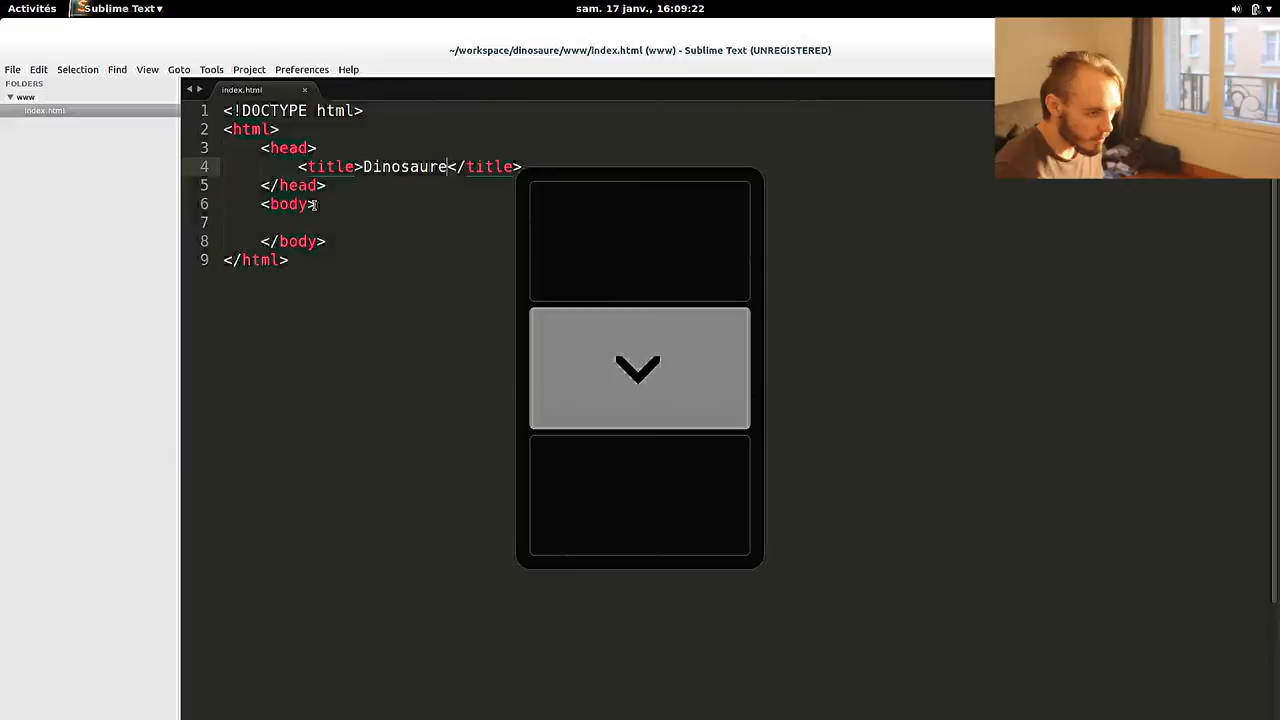 Activités Sublime Text ▾ sam. 17 janv., 16:09:22
~/workspace/dinosaure/www/index.html (www) - Sublime Text (UNREGISTERED)
File Edit Selection Find View Goto Tools Project Preferences Help
FOLDERS
www
index.html
index.html ×
1 <!DOCTYPE html>
2 <html>
3 <head>
4 <title>Dinosaure</title>
5 </head>
6 <body>
7
8 </body>
9 </html>